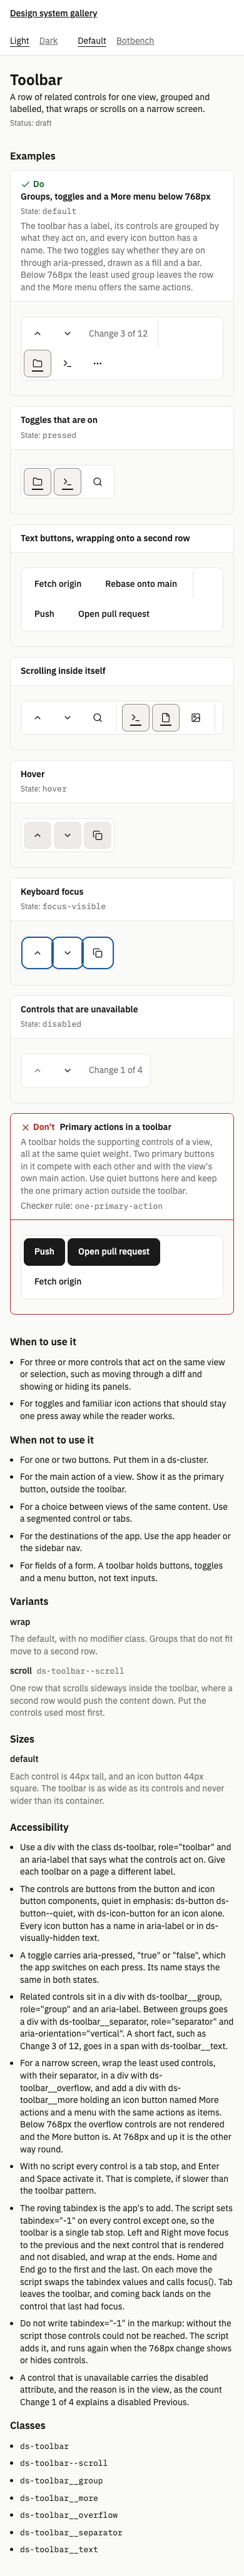 Design system gallery
Light Dark Default Botbench
Toolbar
A row of related controls for one view, grouped and
labelled, that wraps or scrolls on a narrow screen.
Status: draft
Examples
Do
Groups, toggles and a More menu below 768px
State: default
The toolbar has a label, its controls are grouped by
what they act on, and every icon button has a
name. The two toggles say whether they are on
through aria-pressed, drawn as a fill and a bar.
Below 768px the least used group leaves the row
and the More menu offers the same actions.
Change 3 of 12
Toggles that are on
State: pressed
Text buttons, wrapping onto a second row
Fetch origin Rebase onto main
Push Open pull request
Scrolling inside itself
Hover
State: hover
Keyboard focus
State: focus-visible
Controls that are unavailable
State: disabled
Change 1 of 4
Don't Primary actions in a toolbar
A toolbar holds the supporting controls of a view,
all at the same quiet weight. Two primary buttons
in it compete with each other and with the view's
own main action. Use quiet buttons here and keep
the one primary action outside the toolbar.
Checker rule: one-primary-action
Push Open pull request
Fetch origin
When to use it
• For three or more controls that act on the same view
or selection, such as moving through a diff and
showing or hiding its panels.
• For toggles and familiar icon actions that should stay
one press away while the reader works.
When not to use it
• For one or two buttons. Put them in a ds-cluster.
• For the main action of a view. Show it as the primary
button, outside the toolbar.
• For a choice between views of the same content. Use
a segmented control or tabs.
• For the destinations of the app. Use the app header or
the sidebar nav.
• For fields of a form. A toolbar holds buttons, toggles
and a menu button, not text inputs.
Variants
wrap
The default, with no modifier class. Groups that do not fit
move to a second row.
scroll ds-toolbar--scroll
One row that scrolls sideways inside the toolbar, where a
second row would push the content down. Put the
controls used most first.
Sizes
default
Each control is 44px tall, and an icon button 44px
square. The toolbar is as wide as its controls and never
wider than its container.
Accessibility
• Use a div with the class ds-toolbar, role="toolbar" and
an aria-label that says what the controls act on. Give
each toolbar on a page a different label.
• The controls are buttons from the button and icon
button components, quiet in emphasis: ds-button ds-
button--quiet, with ds-icon-button for an icon alone.
Every icon button has a name in aria-label or in ds-
visually-hidden text.
• A toggle carries aria-pressed, "true" or "false", which
the app switches on each press. Its name stays the
same in both states.
• Related controls sit in a div with ds-toolbar__group,
role="group" and an aria-label. Between groups goes
a div with ds-toolbar__separator, role="separator" and
aria-orientation="vertical". A short fact, such as
Change 3 of 12, goes in a span with ds-toolbar__text.
• For a narrow screen, wrap the least used controls,
with their separator, in a div with ds-
toolbar__overflow, and add a div with ds-
toolbar__more holding an icon button named More
actions and a menu with the same actions as items.
Below 768px the overflow controls are not rendered
and the More button is. At 768px and up it is the other
way round.
• With no script every control is a tab stop, and Enter
and Space activate it. That is complete, if slower than
the toolbar pattern.
• The roving tabindex is the app's to add. The script sets
tabindex="-1" on every control except one, so the
toolbar is a single tab stop. Left and Right move focus
to the previous and the next control that is rendered
and not disabled, and wrap at the ends. Home and
End go to the first and the last. On each move the
script swaps the tabindex values and calls focus(). Tab
leaves the toolbar, and coming back lands on the
control that last had focus.
• Do not write tabindex="-1" in the markup: without the
script those controls could not be reached. The script
adds it, and runs again when the 768px change shows
or hides controls.
• A control that is unavailable carries the disabled
attribute, and the reason is in the view, as the count
Change 1 of 4 explains a disabled Previous.
Classes
• ds-toolbar
• ds-toolbar--scroll
• ds-toolbar__group
• ds-toolbar__more
• ds-toolbar__overflow
• ds-toolbar__separator
• ds-toolbar__text